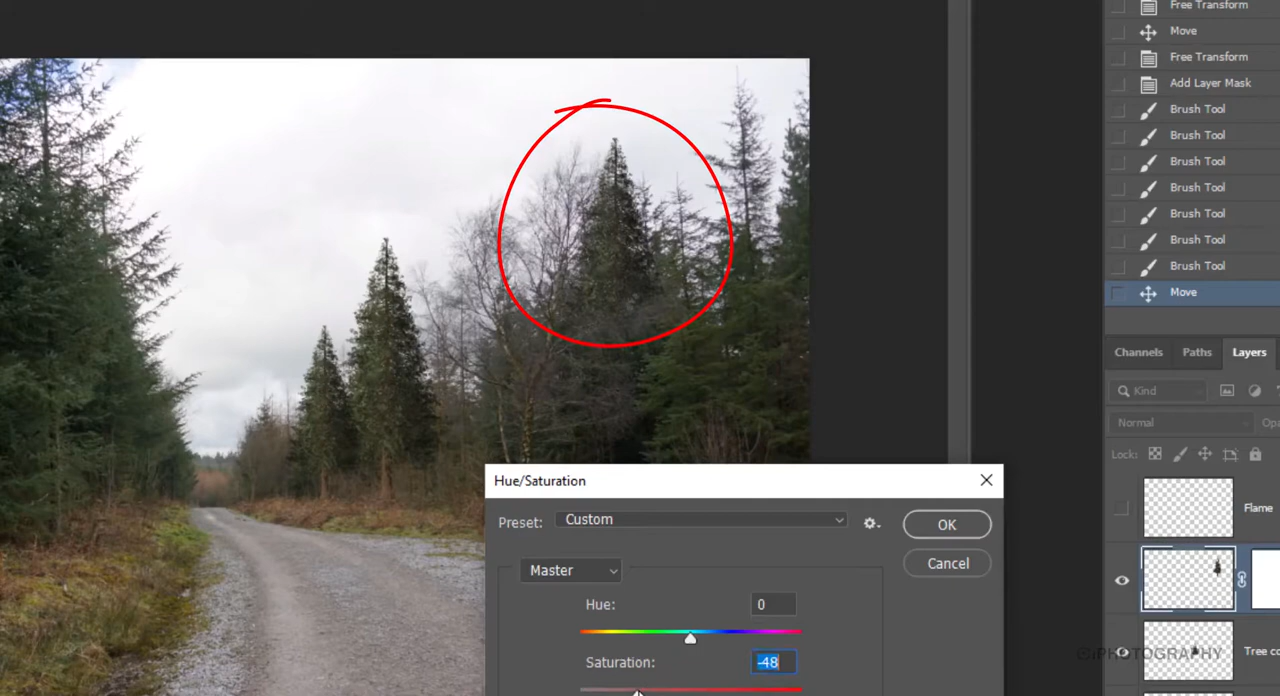 Free Transform
Move
Free Transform
Add Layer Mask
Brush Tool
Brush Tool
Brush Tool
Brush Tool
Brush Tool
Brush Tool
Brush Tool
Move
Channels Paths Layers
Kind
Normal
Lock:
Flame
Hue/Saturation
Preset: Custom
OK
Master
Cancel
Hue: 0
Saturation: -48
iPHOTOGRAPHY